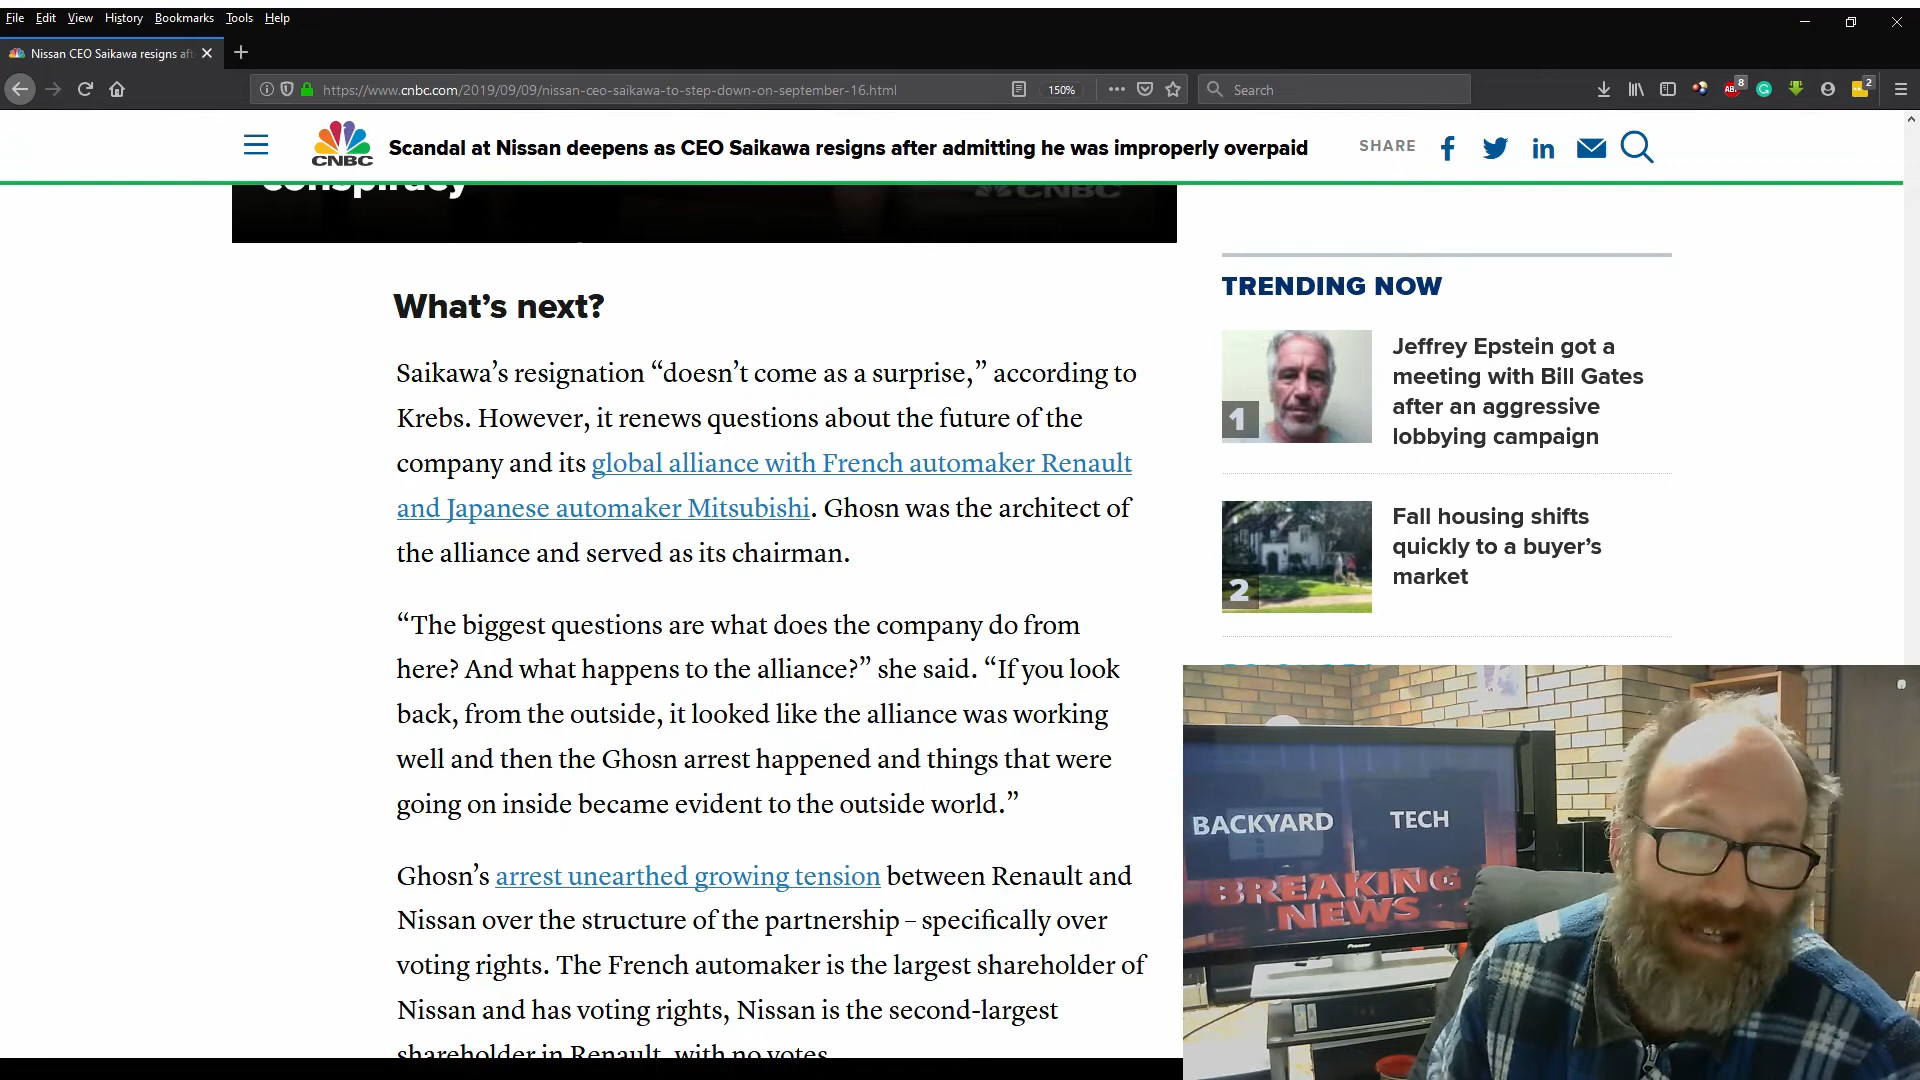 File Edit View History Bookmarks Tools Help
Nissan CEO Saikawa resigns aft
https://www.cnbc.com/2019/09/09/nissan-ceo-saikawa-to-step-down-on-september-16.html
150%
Search
8
2
CNBC
Scandal at Nissan deepens as CEO Saikawa resigns after admitting he was improperly overpaid
SHARE
conspiracy
CNBC
What’s next?
Saikawa’s resignation “doesn’t come as a surprise,” according to
Krebs. However, it renews questions about the future of the
company and its global alliance with French automaker Renault
and Japanese automaker Mitsubishi. Ghosn was the architect of
the alliance and served as its chairman.
“The biggest questions are what does the company do from
here? And what happens to the alliance?” she said. “If you look
back, from the outside, it looked like the alliance was working
well and then the Ghosn arrest happened and things that were
going on inside became evident to the outside world.”
Ghosn’s arrest unearthed growing tension between Renault and
Nissan over the structure of the partnership – specifically over
voting rights. The French automaker is the largest shareholder of
Nissan and has voting rights, Nissan is the second-largest
shareholder in Renault, with no votes.
TRENDING NOW
1
Jeffrey Epstein got a
meeting with Bill Gates
after an aggressive
lobbying campaign
2
Fall housing shifts
quickly to a buyer’s
market
BACKYARD TECH
BREAKING
NEWS
Pioneer